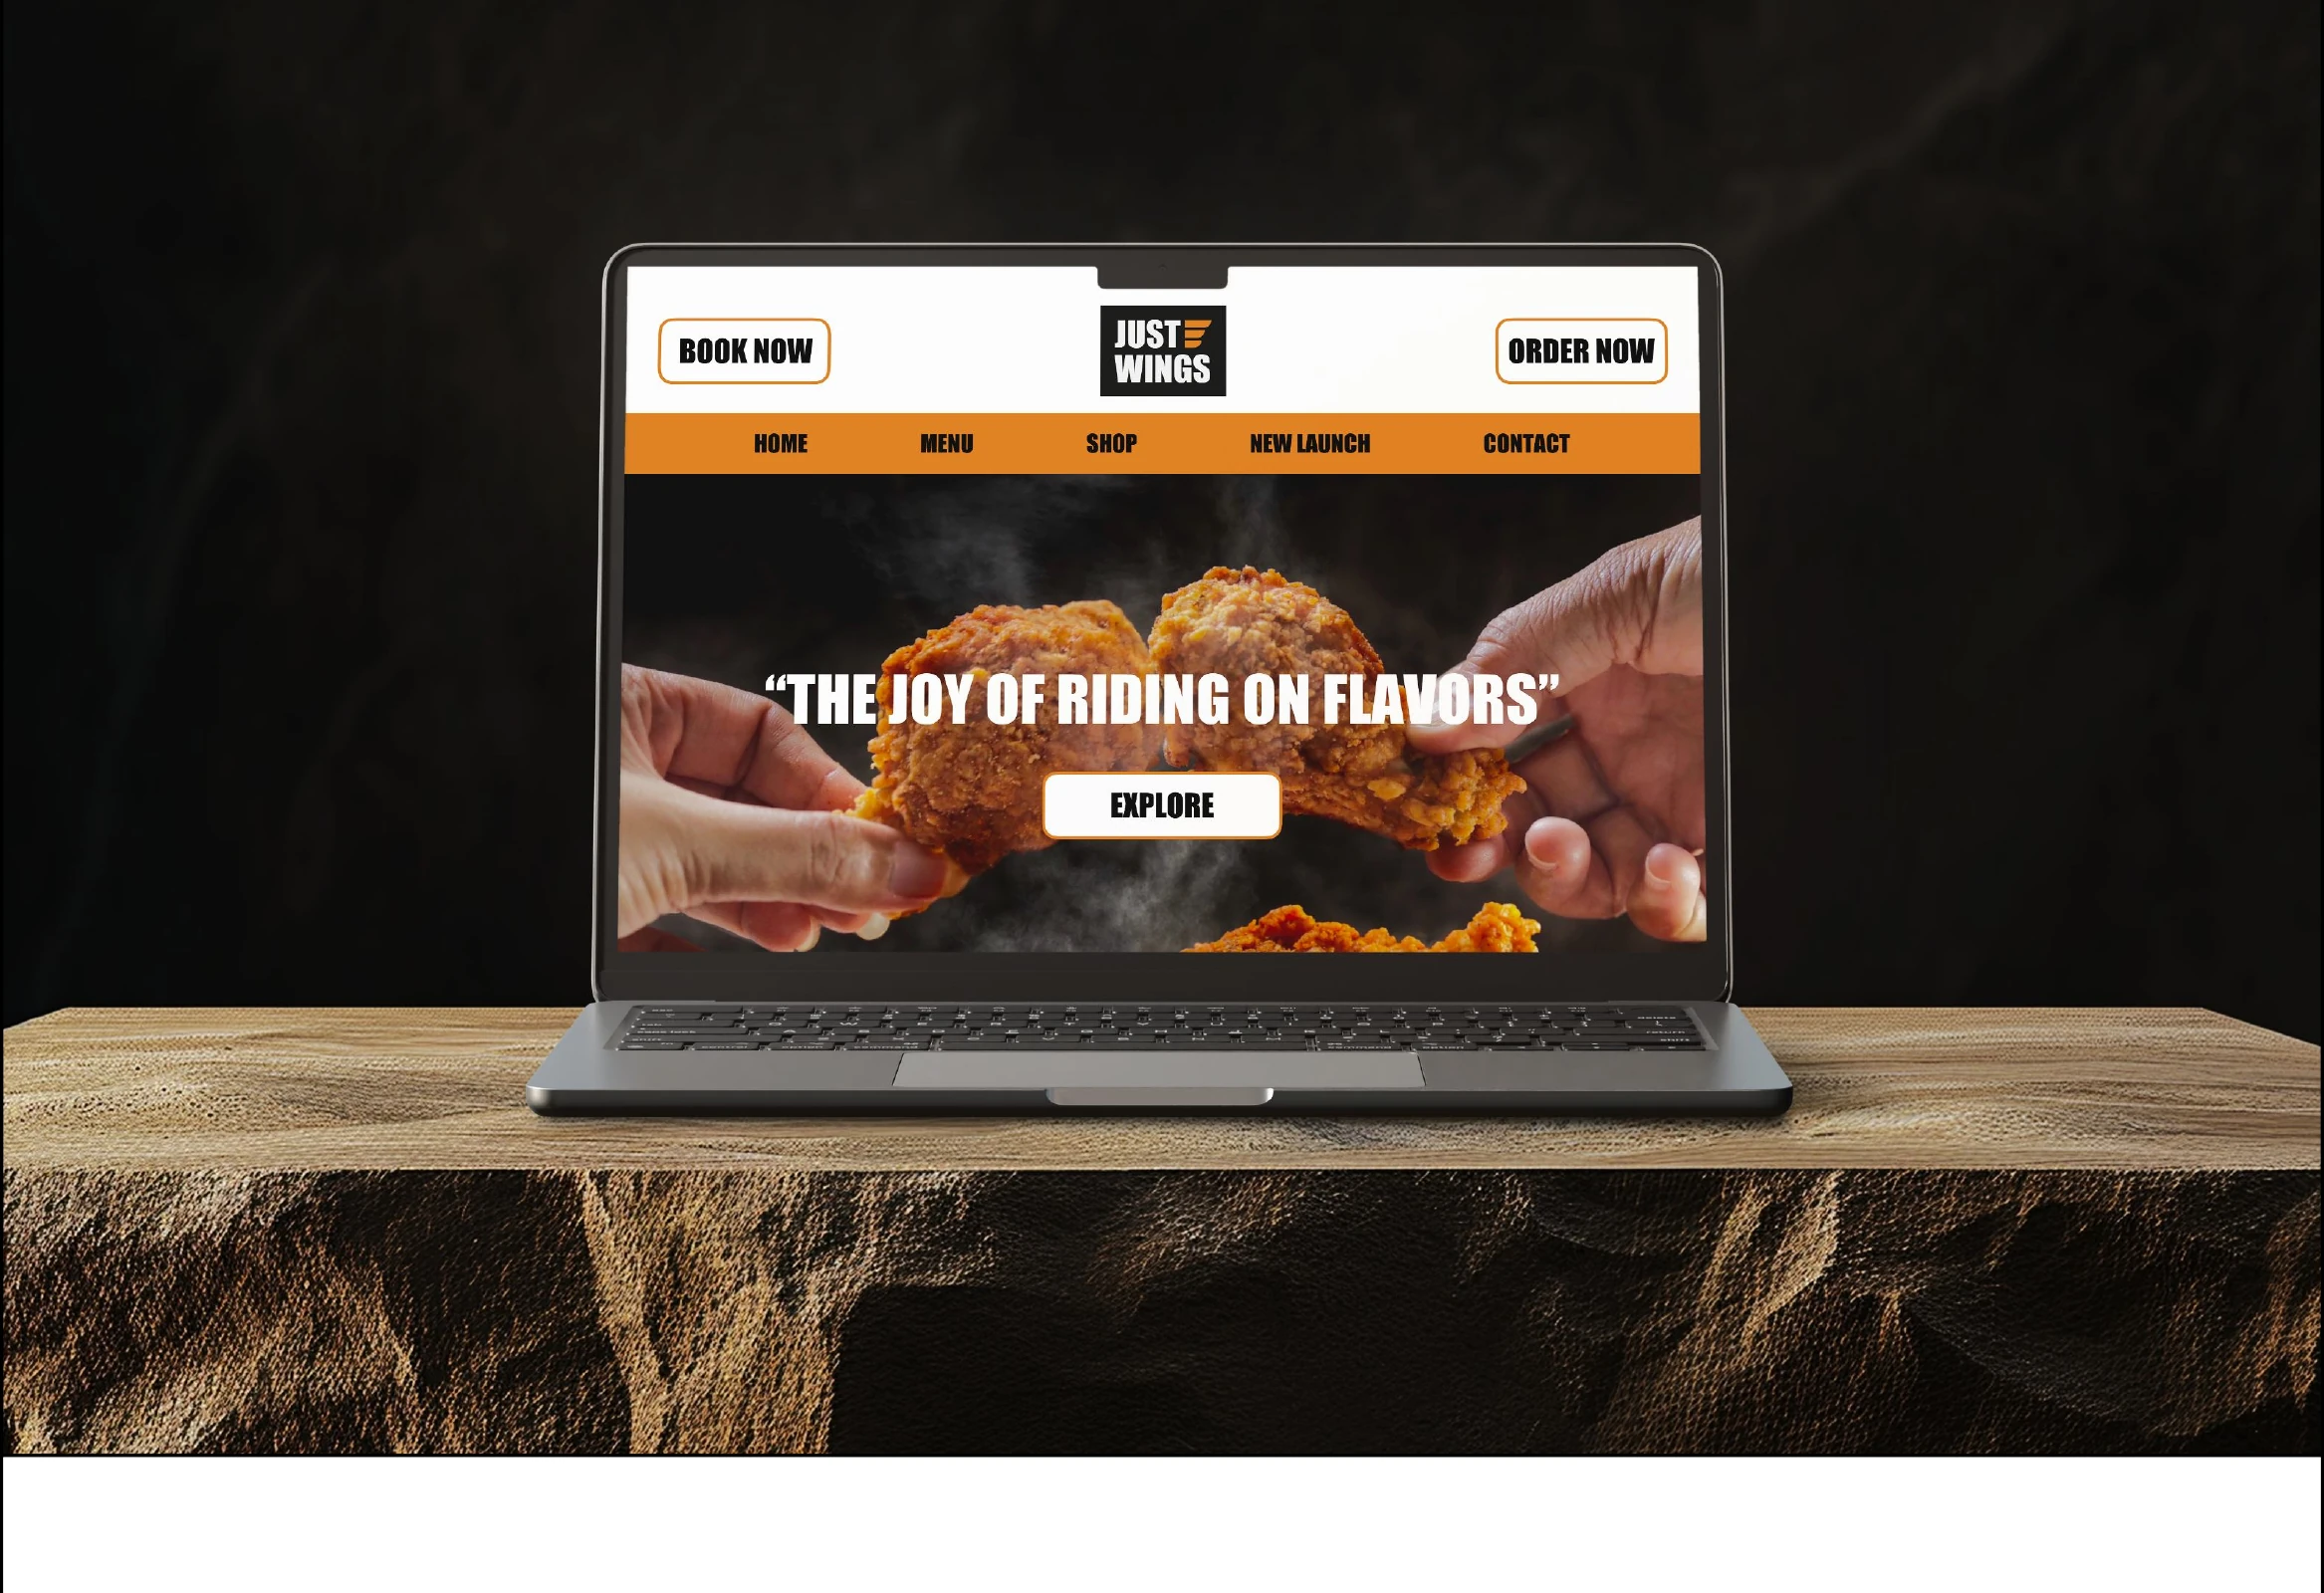 BOOK NOW
JUST
WINGS
ORDER NOW
HOME MENU SHOP NEW LAUNCH CONTACT
“THE JOY OF RIDING ON FLAVORS”
EXPLORE